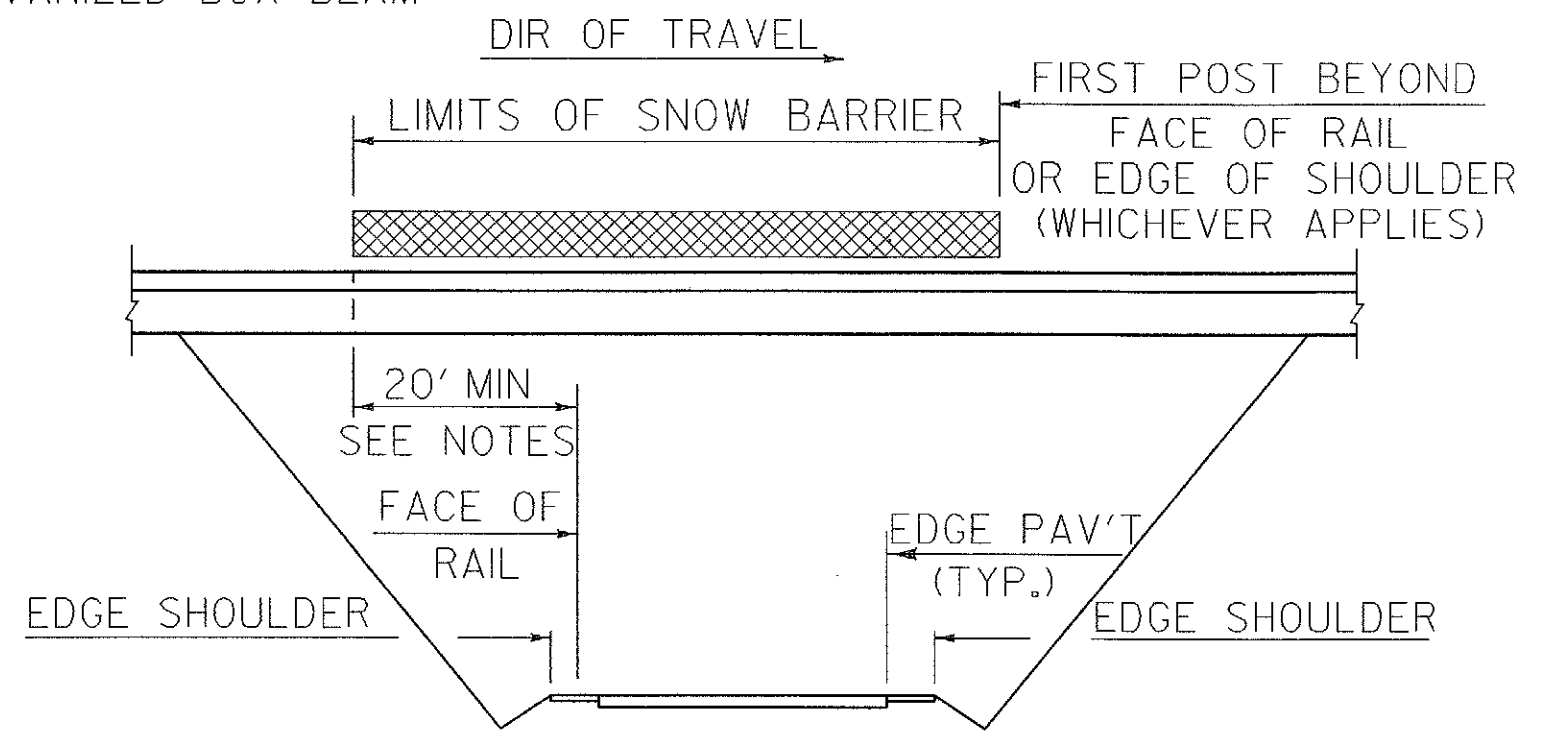 DIR OF TRAVEL
LIMITS OF SNOW BARRIER
FIRST POST BEYOND
FACE OF RAIL
OR EDGE OF SHOULDER
(WHICHEVER APPLIES)
20' MIN
SEE NOTES
FACE OF
RAIL
EDGE PAV'T
(TYP.)
EDGE SHOULDER
EDGE SHOULDER